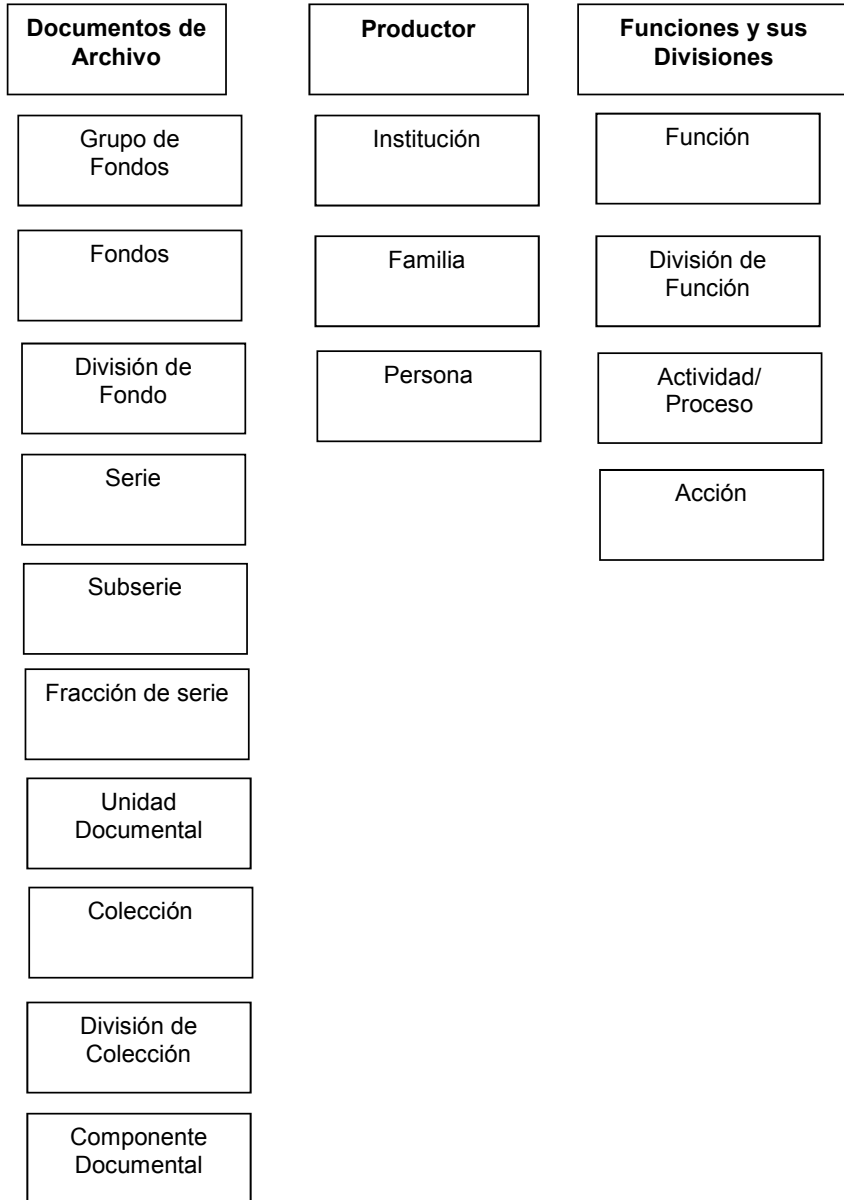 Documentos de
Archivo
Productor
Funciones y sus
Divisiones
Grupo de
Fondos
Institución
Función
Fondos
Familia
División de
Función
División de
Fondo
Persona
Actividad/
Proceso
Serie
Acción
Subserie
Fracción de serie
Unidad
Documental
Colección
División de
Colección
Componente
Documental